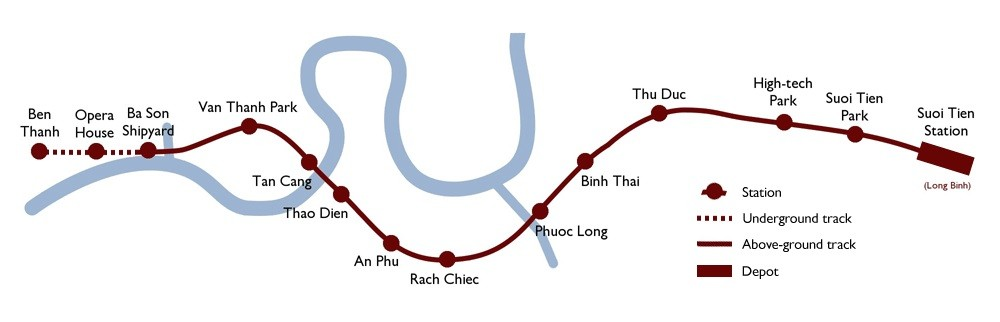 Ben
Thanh
Opera
House
Ba Son
Shipyard
Van Thanh Park
Tan Cang
Thao Dien
An Phu
Rach Chiec
Phuoc Long
Binh Thai
Thu Duc
High-tech
Park
Suoi Tien
Park
Suoi Tien
Station
(Long Binh)
Station
Underground track
Above-ground track
Depot